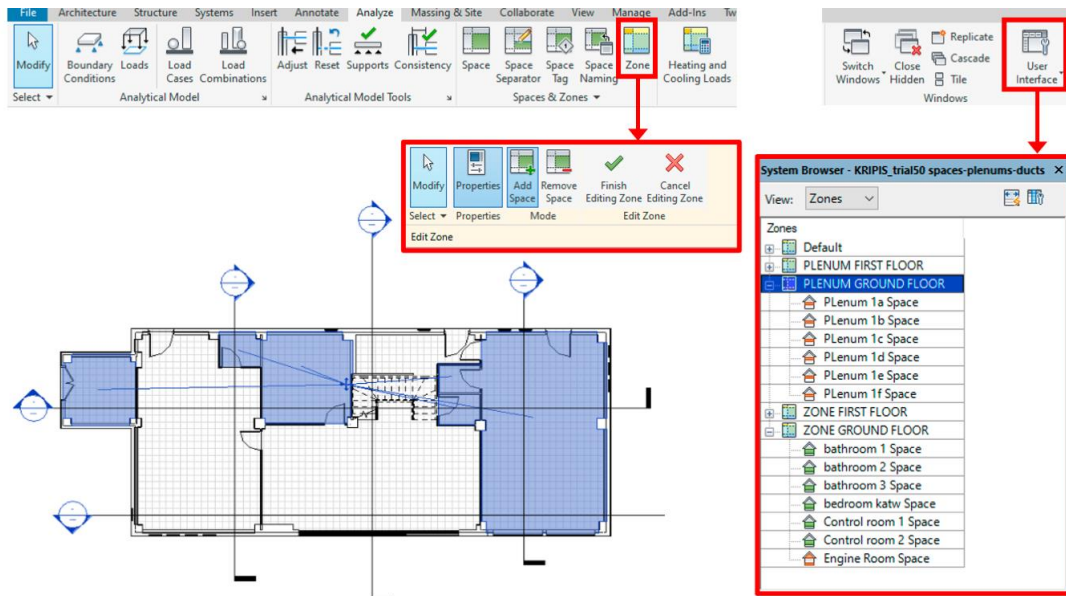 File Architecture Structure Systems Insert Annotate Analyze Massing & Site Collaborate View Manage Add-Ins Tw
Modify Boundary Conditions Loads Load Cases Load Combinations Adjust Reset Supports Consistency Space Space Separator Space Tag Space Naming Zone Heating and Cooling Loads
Select Analytical Model Analytical Model Tools Spaces & Zones
Switch Windows Close Hidden Replicate Cascade Tile User Interface
Windows
Modify Properties Add Space Remove Space Finish Editing Zone Cancel Editing Zone
Select Properties Mode Edit Zone
Edit Zone
System Browser - KRIPIS_trial50 spaces-plenums-ducts
View: Zones
Zones
Default
PLENUM FIRST FLOOR
PLENUM GROUND FLOOR
PLenum 1a Space
PLenum 1b Space
PLenum 1c Space
PLenum 1d Space
PLenum 1e Space
PLenum 1f Space
ZONE FIRST FLOOR
ZONE GROUND FLOOR
bathroom 1 Space
bathroom 2 Space
bathroom 3 Space
bedroom katw Space
Control room 1 Space
Control room 2 Space
Engine Room Space